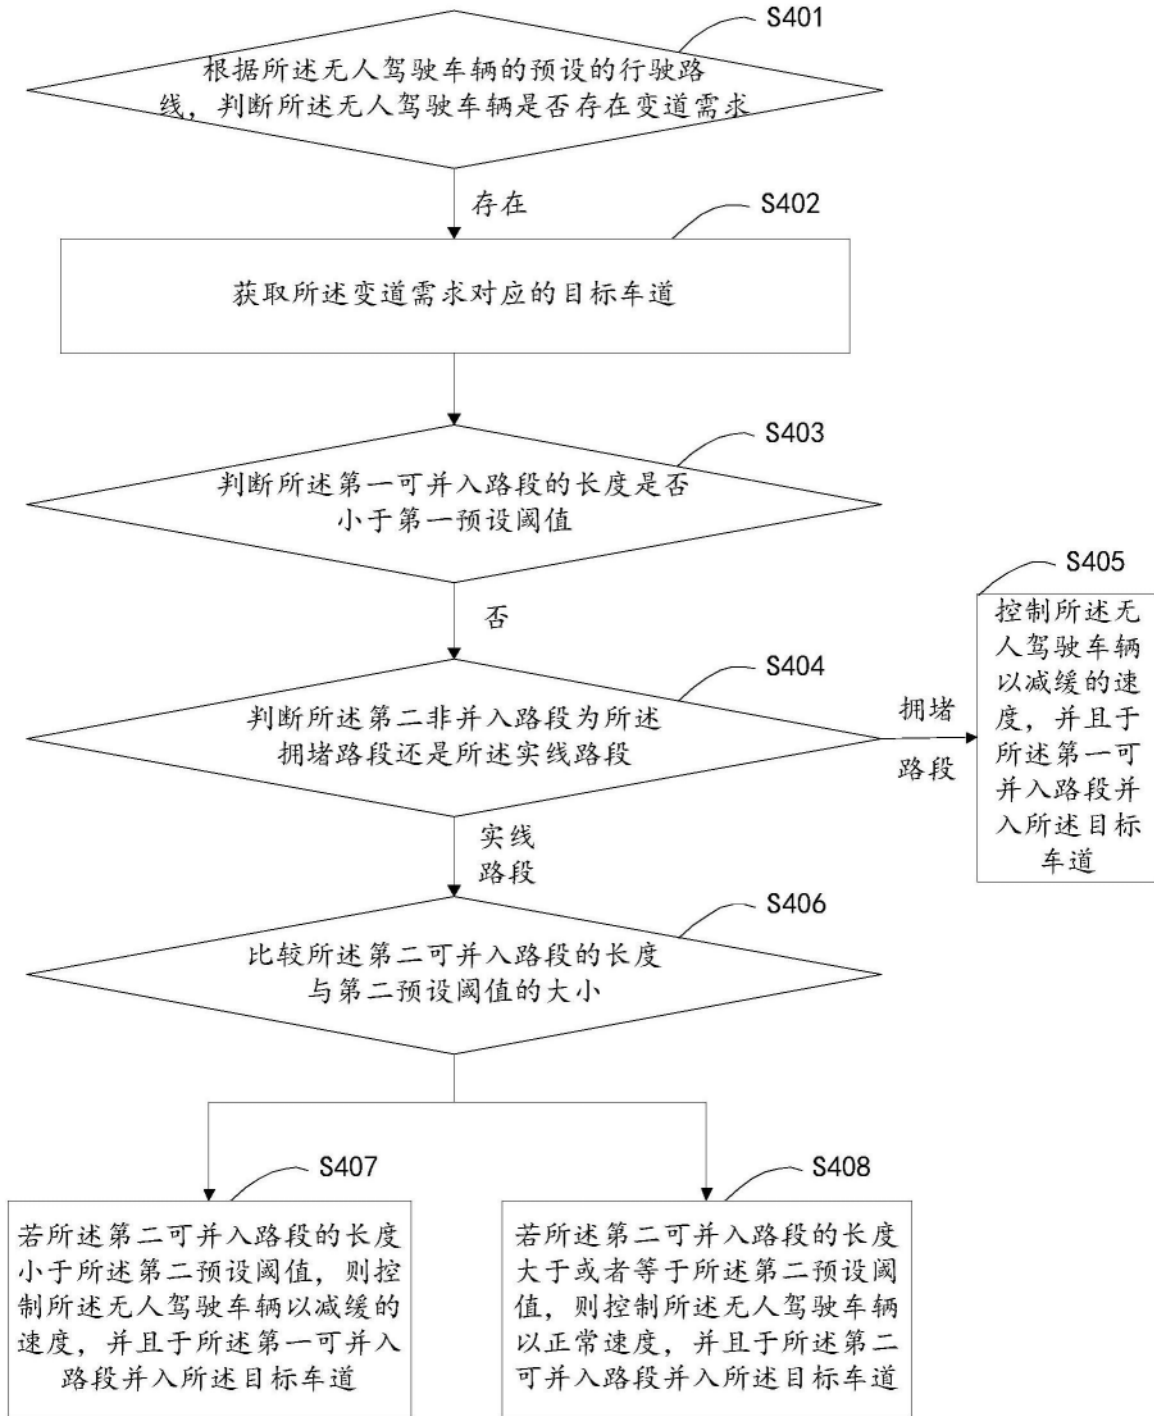 S401
根据所述无人驾驶车辆的预设的行驶路
线，判断所述无人驾驶车辆是否存在变道需求
存在
S402
获取所述变道需求对应的目标车道
S403
判断所述第一可并入路段的长度是否
小于第一预设阈值
否
S404
判断所述第二非并入路段为所述
拥堵路段还是所述实线路段
拥堵
路段
S405
控制所述无
人驾驶车辆
以减缓的速
度，并且于
所述第一可
并入路段并
入所述目标
车道
实线
路段
S406
比较所述第二可并入路段的长度
与第二预设阈值的大小
S407
若所述第二可并入路段的长度
小于所述第二预设阈值，则控
制所述无人驾驶车辆以减缓的
速度，并且于所述第一可并入
路段并入所述目标车道
S408
若所述第二可并入路段的长度
大于或者等于所述第二预设阈
值，则控制所述无人驾驶车辆
以正常速度，并且于所述第二
可并入路段并入所述目标车道